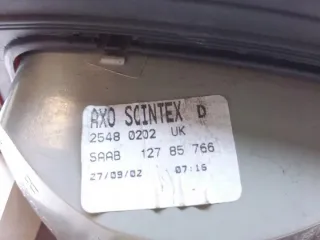 AXO SCINTEX D
2548 0202 UK
SAAB 127 85 766
27/09/02 07:16